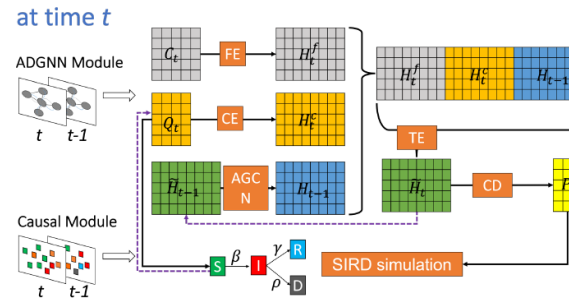 at time t
ADGNN Module
t t-1
Causal Module
t t-1
C_t FE H_t^f
Q_t CE H_t^c
H̃_{t-1} AGC N H_{t-1}
H_t^f H_t^c H_{t-1}
TE
H̃_t CD
S β I γ R
ρ D
SIRD simulation